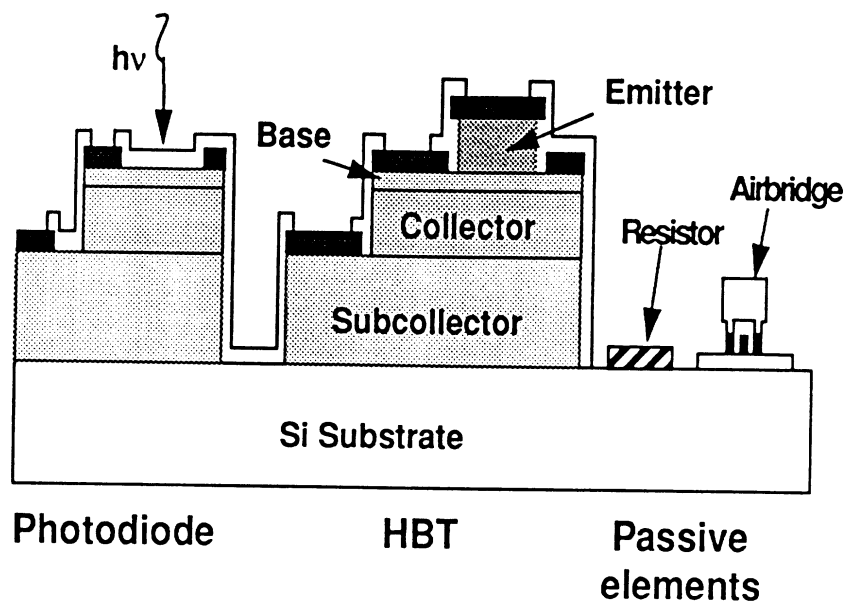 hν
Emitter
Base
Airbridge
Collector
Resistor
Subcollector
Si Substrate
Photodiode
HBT
Passive
elements